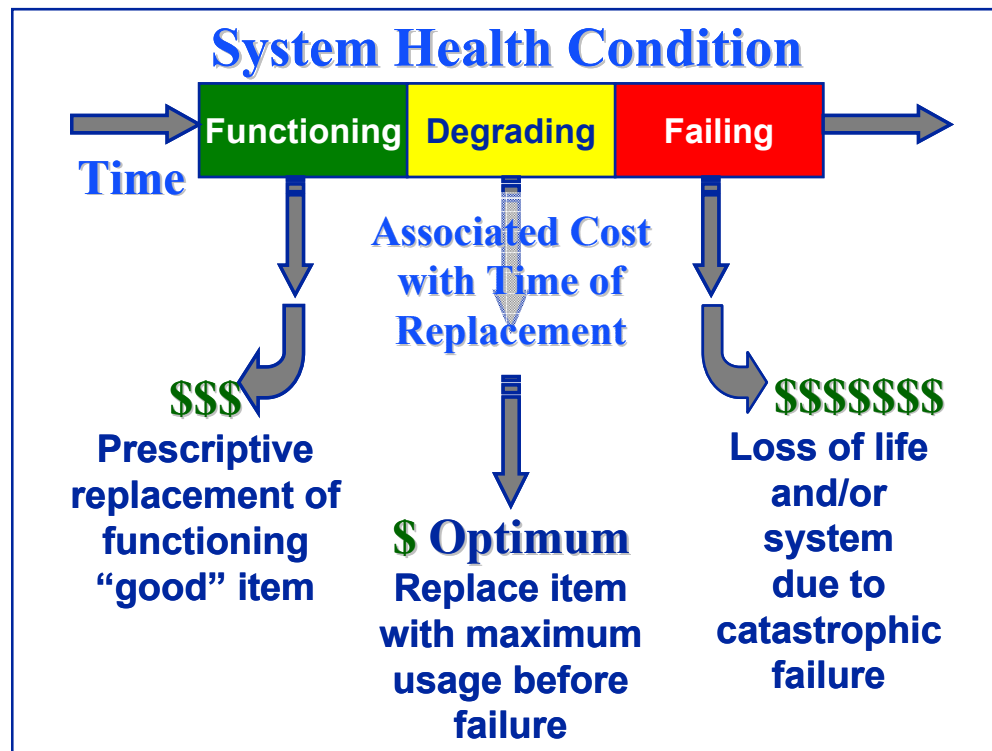 System Health Condition
Functioning
Degrading
Failing
Time
Associated Cost
with Time of
Replacement
$$$
Prescriptive
replacement of
functioning
“good” item
$ Optimum
Replace item
with maximum
usage before
failure
$$$$$$$
Loss of life
and/or
system
due to
catastrophic
failure